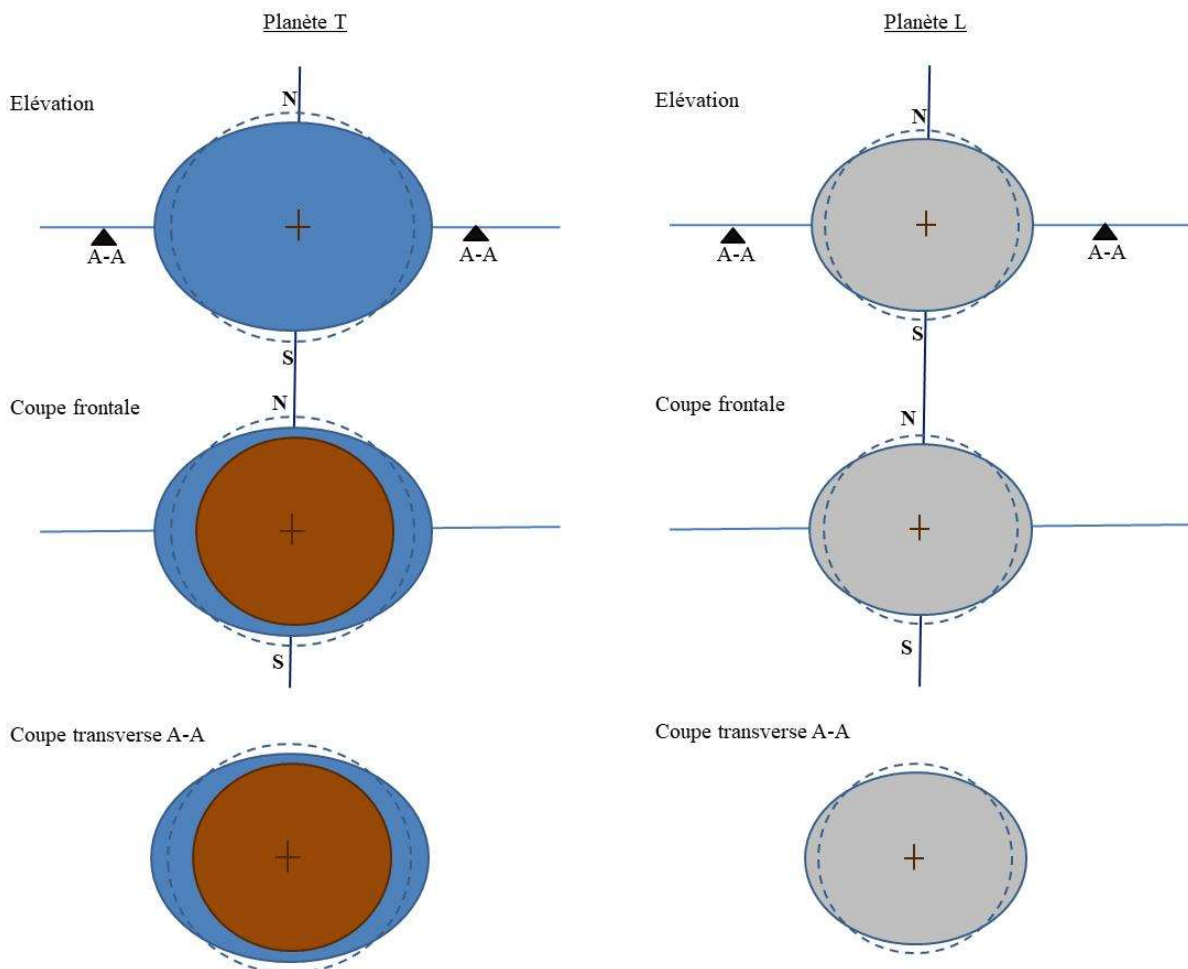 Planète T
Planète L
Elévation
N
A-A
A-A
S
Elévation
N
A-A
A-A
S
Coupe frontale
N
S
Coupe frontale
N
S
Coupe transverse A-A
Coupe transverse A-A